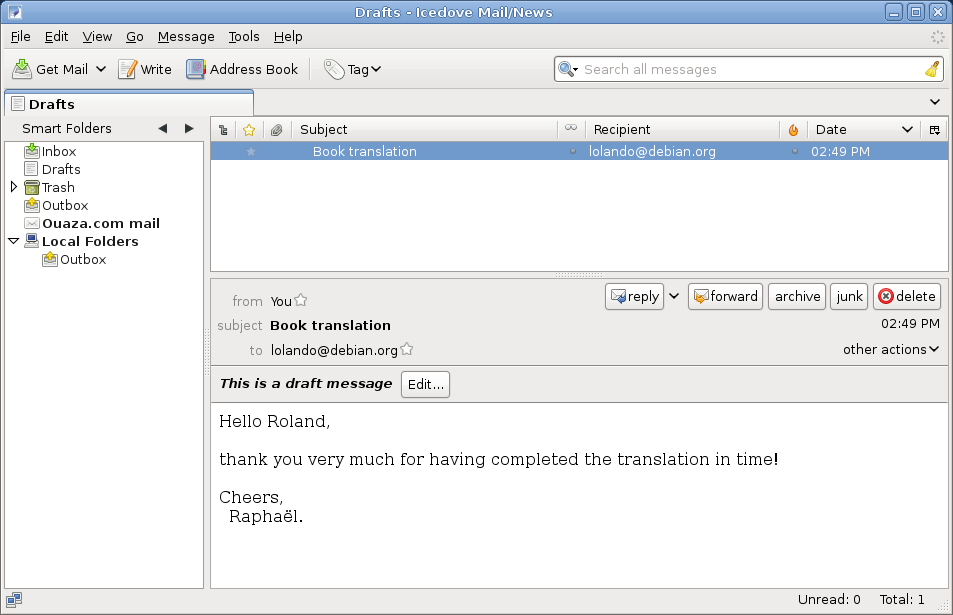 Drafts - Icedove Mail/News
File Edit View Go Message Tools Help
Get Mail Write Address Book Tag Search all messages
Drafts
Smart Folders
Inbox
Drafts
Trash
Outbox
Ouaza.com mail
Local Folders
Outbox
Subject Recipient Date
Book translation lolando@debian.org 02:49 PM
from You reply forward archive junk delete
subject Book translation 02:49 PM
to lolando@debian.org other actions
This is a draft message Edit...
Hello Roland,
thank you very much for having completed the translation in time!
Cheers,
Raphaël.
Unread: 0 Total: 1